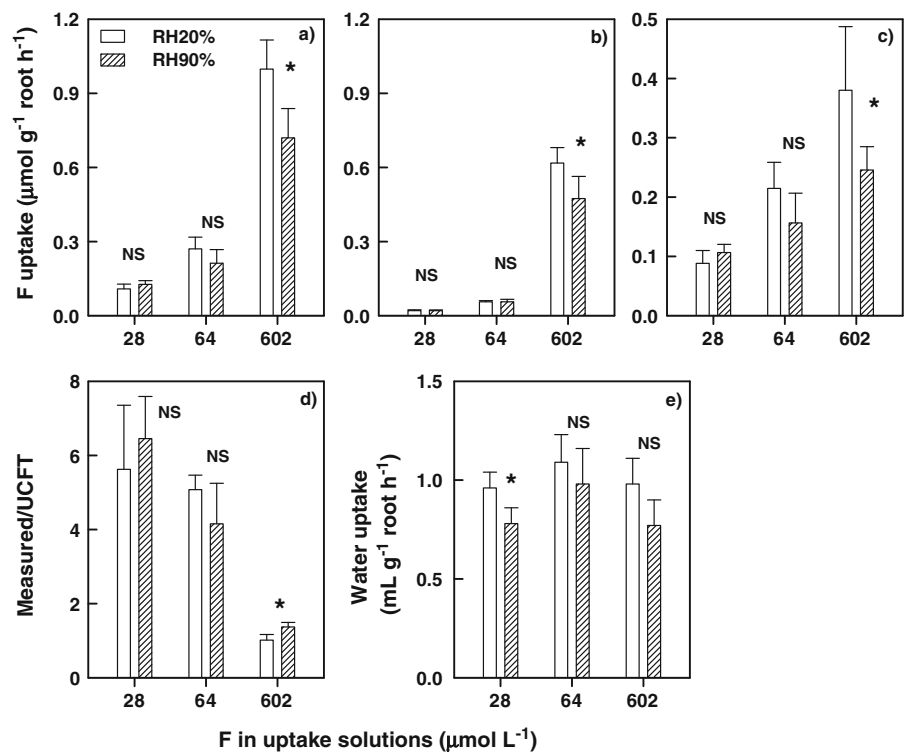 a)
RH20%
RH90%
*
NS
NS
1.2
0.9
0.6
0.3
0.0
28 64 602
F uptake (μmol g⁻¹ root h⁻¹)
b)
*
NS
NS
1.2
0.9
0.6
0.3
0.0
28 64 602
c)
NS
*
NS
0.5
0.4
0.3
0.2
0.1
0.0
28 64 602
d)
NS
NS
*
8
6
4
2
0
28 64 602
Measured/UCFT
e)
NS
NS
*
1.5
1.0
0.5
0.0
28 64 602
Water uptake
(mL g⁻¹ root h⁻¹)
F in uptake solutions (μmol L⁻¹)